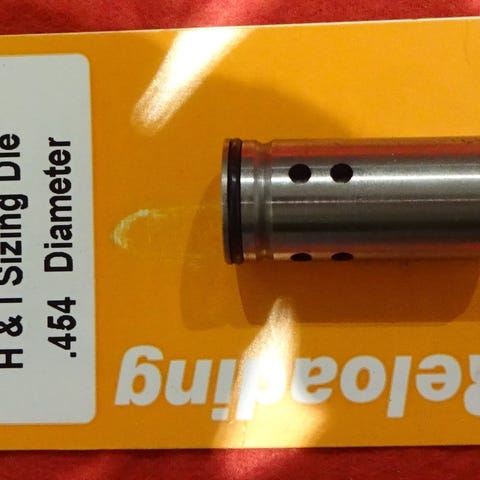 H & I Sizing Die
.454 Diameter
Reloading